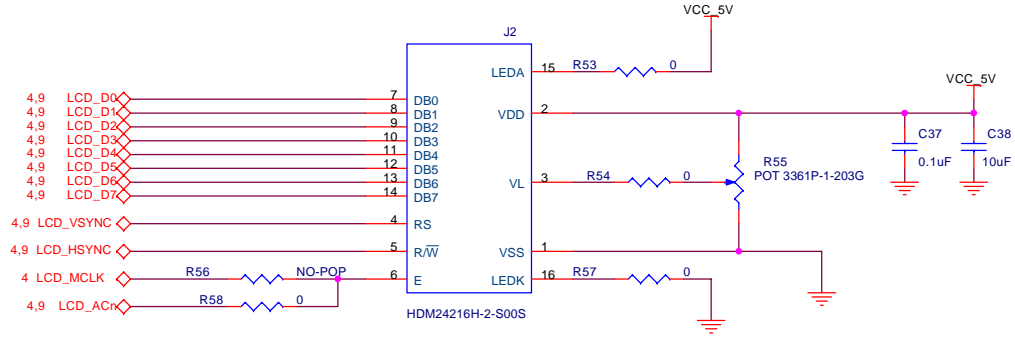 VCC_5V
J2
15 R53 0
LEDA
VCC_5V
4,9 LCD_D0 7 DB0 VDD 2
4,9 LCD_D1 8 DB1
4,9 LCD_D2 9 DB2
4,9 LCD_D3 10 DB3
4,9 LCD_D4 11 DB4
4,9 LCD_D5 12 DB5
4,9 LCD_D6 13 DB6
4,9 LCD_D7 14 DB7
C37
0.1uF
C38
10uF
VL 3 R54 0
R55
POT 3361P-1-203G
4,9 LCD_VSYNC 4 RS
4,9 LCD_HSYNC 5 R/W VSS 1
4 LCD_MCLK R56 NO-POP 6 E LEDK 16 R57 0
4,9 LCD_ACn R58 0
HDM24216H-2-S00S